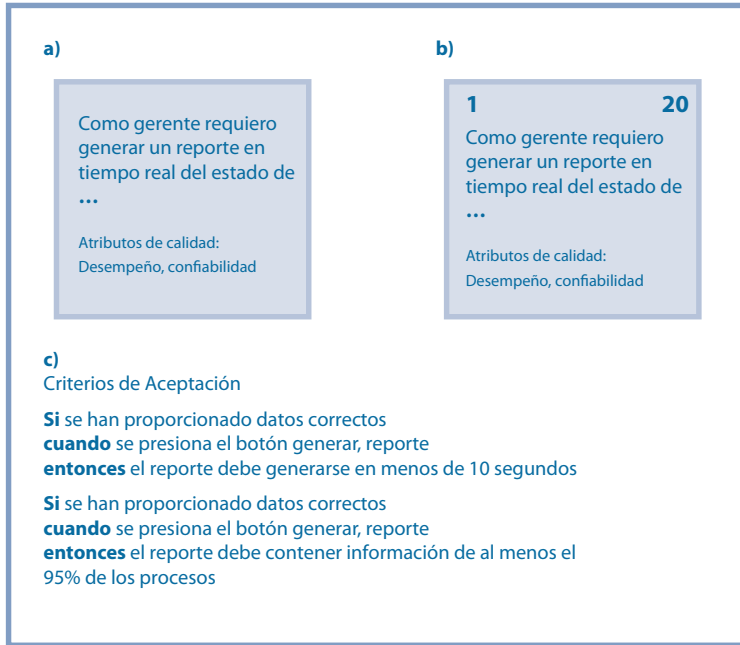 a)
Como gerente requiero
generar un reporte en
tiempo real del estado de
...
Atributos de calidad:
Desempeño, confiabilidad
b)
1 20
Como gerente requiero
generar un reporte en
tiempo real del estado de
...
Atributos de calidad:
Desempeño, confiabilidad
c)
Criterios de Aceptación
Si se han proporcionado datos correctos
cuando se presiona el botón generar, reporte
entonces el reporte debe generarse en menos de 10 segundos
Si se han proporcionado datos correctos
cuando se presiona el botón generar, reporte
entonces el reporte debe contener información de al menos el
95% de los procesos